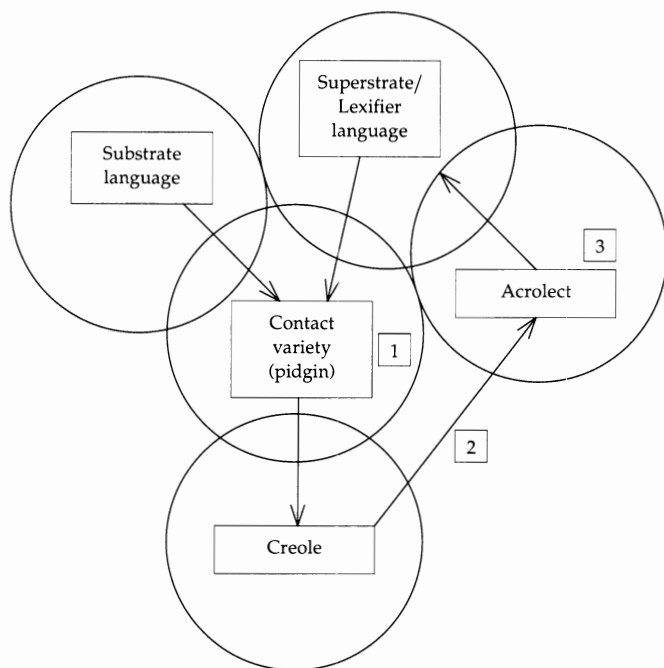 Superstrate/
Lexifier
language
Substrate
language
3
Acrolect
Contact
variety
(pidgin)
1
2
Creole